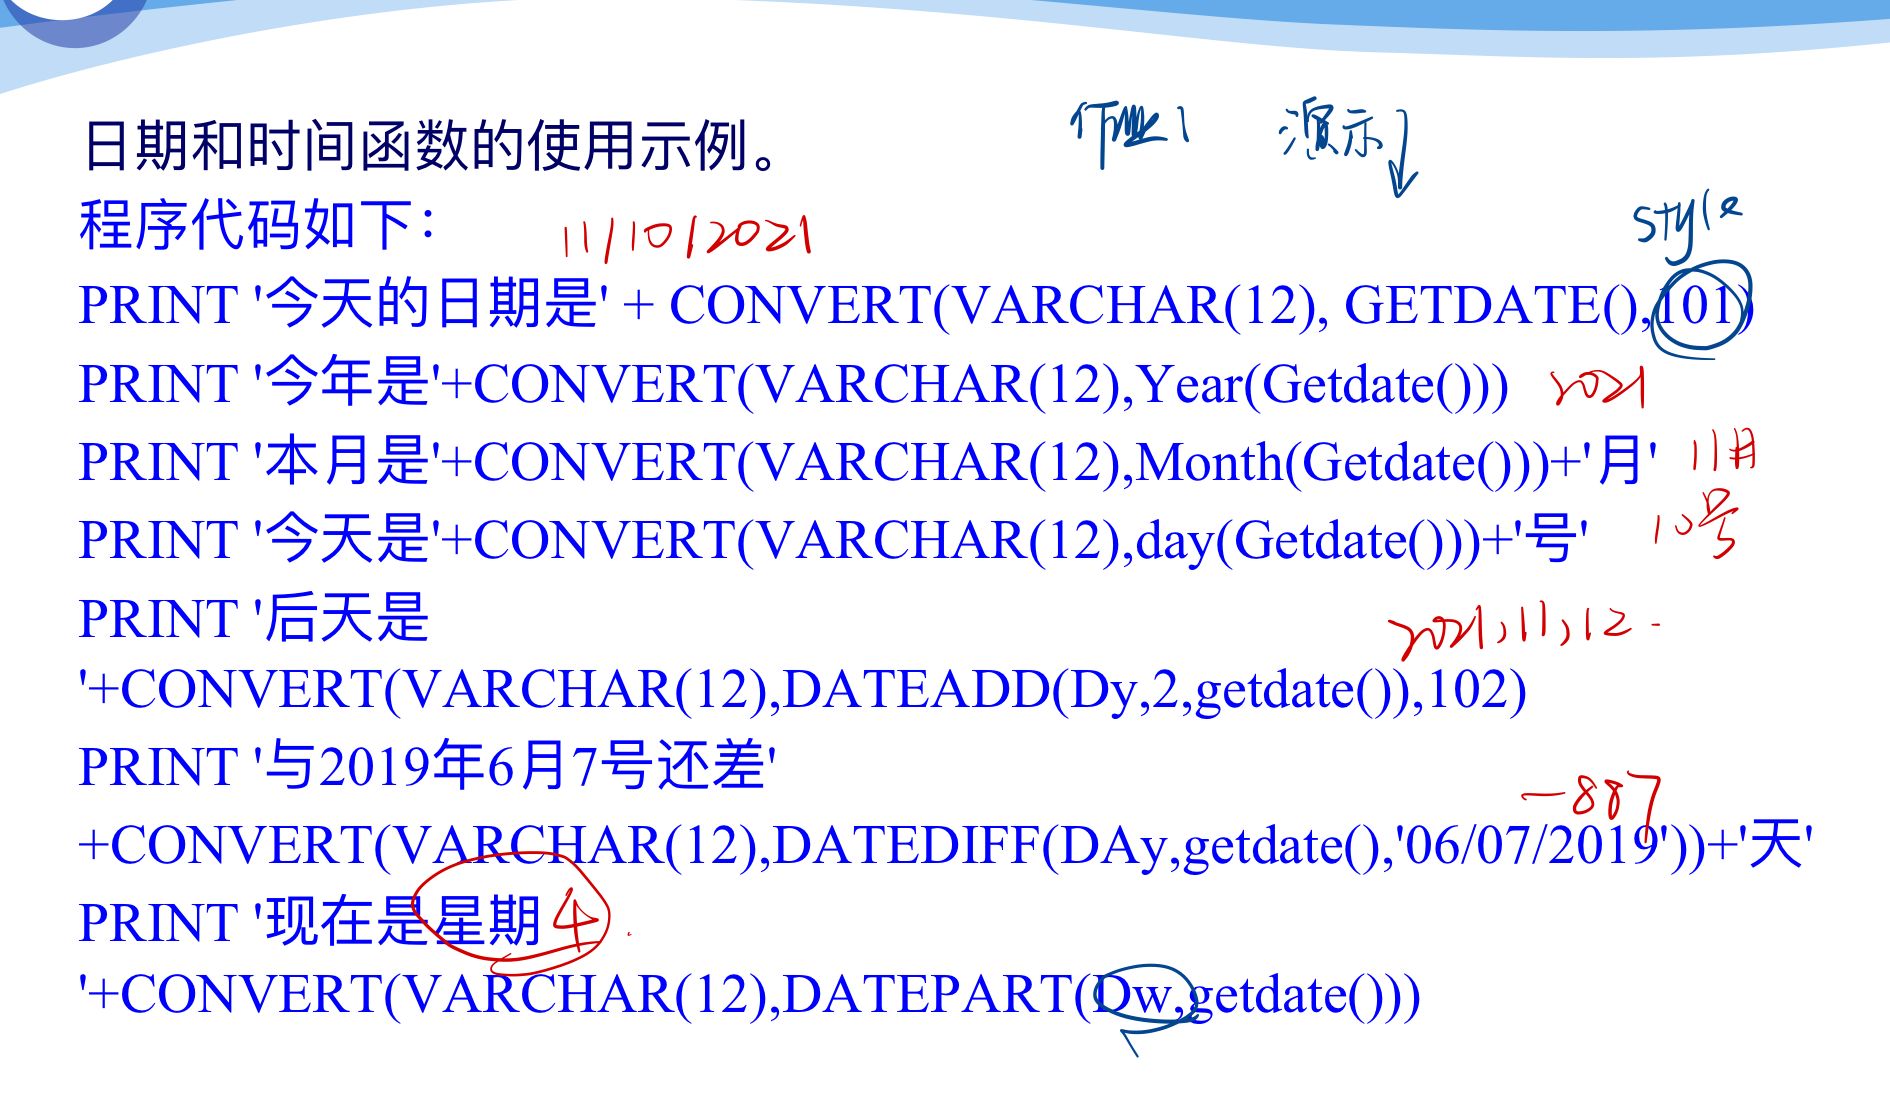 作业1 演示
日期和时间函数的使用示例。
style
程序代码如下：
11/10/2021
PRINT '今天的日期是' + CONVERT(VARCHAR(12), GETDATE(),101)
PRINT '今年是'+CONVERT(VARCHAR(12),Year(Getdate())) 2021
PRINT '本月是'+CONVERT(VARCHAR(12),Month(Getdate()))+'月' 11月
PRINT '今天是'+CONVERT(VARCHAR(12),day(Getdate()))+'号' 10号
PRINT '后天是
2021,11,12
'+CONVERT(VARCHAR(12),DATEADD(Dy,2,getdate()),102)
PRINT '与2019年6月7号还差'
-887
+CONVERT(VARCHAR(12),DATEDIFF(DAy,getdate(),'06/07/2019'))+'天'
PRINT '现在是星期 4
'+CONVERT(VARCHAR(12),DATEPART(Dw,getdate()))